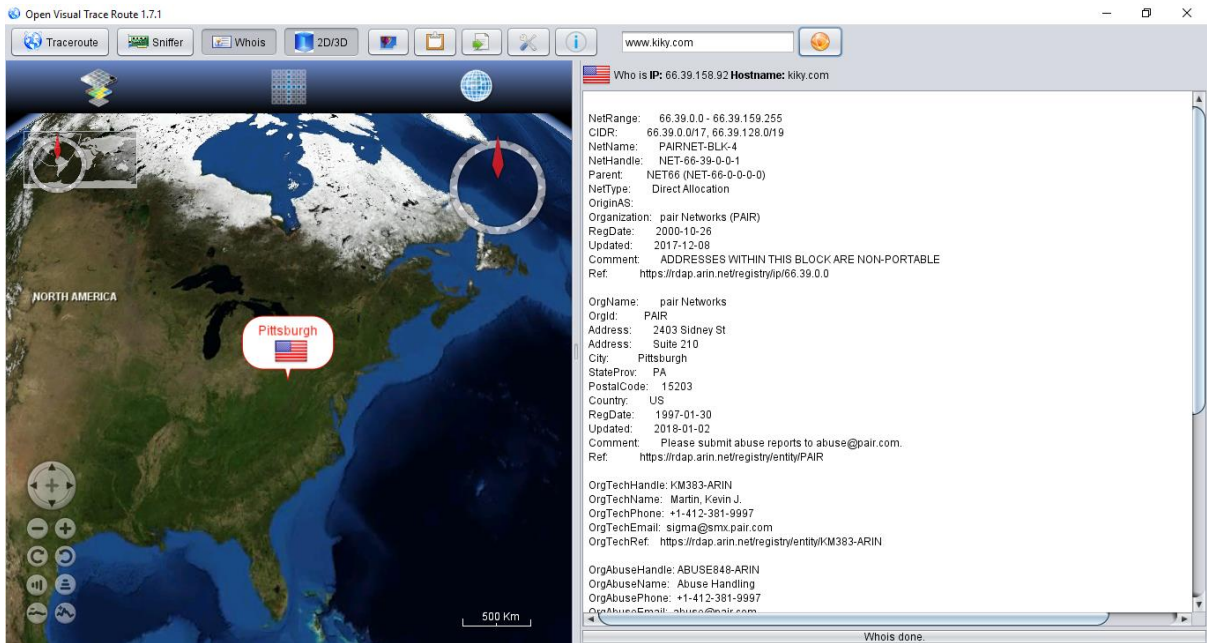 Open Visual Trace Route 1.7.1
Traceroute Sniffer Whois 2D/3D www.kiky.com
Who is IP: 66.39.158.92 Hostname: kiky.com
NORTH AMERICA
Pittsburgh
500 Km
NetRange: 66.39.0.0 - 66.39.159.255
CIDR: 66.39.0.0/17, 66.39.128.0/19
NetName: PAIRNET-BLK-4
NetHandle: NET-66-39-0-0-1
Parent: NET66 (NET-66-0-0-0-0)
NetType: Direct Allocation
OriginAS:
Organization: pair Networks (PAIR)
RegDate: 2000-10-26
Updated: 2017-12-08
Comment: ADDRESSES WITHIN THIS BLOCK ARE NON-PORTABLE
Ref: https://rdap.arin.net/registry/ip/66.39.0.0
OrgName: pair Networks
OrgId: PAIR
Address: 2403 Sidney St
Address: Suite 210
City: Pittsburgh
StateProv: PA
PostalCode: 15203
Country: US
RegDate: 1997-01-30
Updated: 2018-01-02
Comment: Please submit abuse reports to abuse@pair.com.
Ref: https://rdap.arin.net/registry/entity/PAIR
OrgTechHandle: KM383-ARIN
OrgTechName: Martin, Kevin J.
OrgTechPhone: +1-412-381-9997
OrgTechEmail: sigma@smx.pair.com
OrgTechRef: https://rdap.arin.net/registry/entity/KM383-ARIN
OrgAbuseHandle: ABUSE848-ARIN
OrgAbuseName: Abuse Handling
OrgAbusePhone: +1-412-381-9997
OrgAbuseEmail: abuse@pair.com
Whois done.